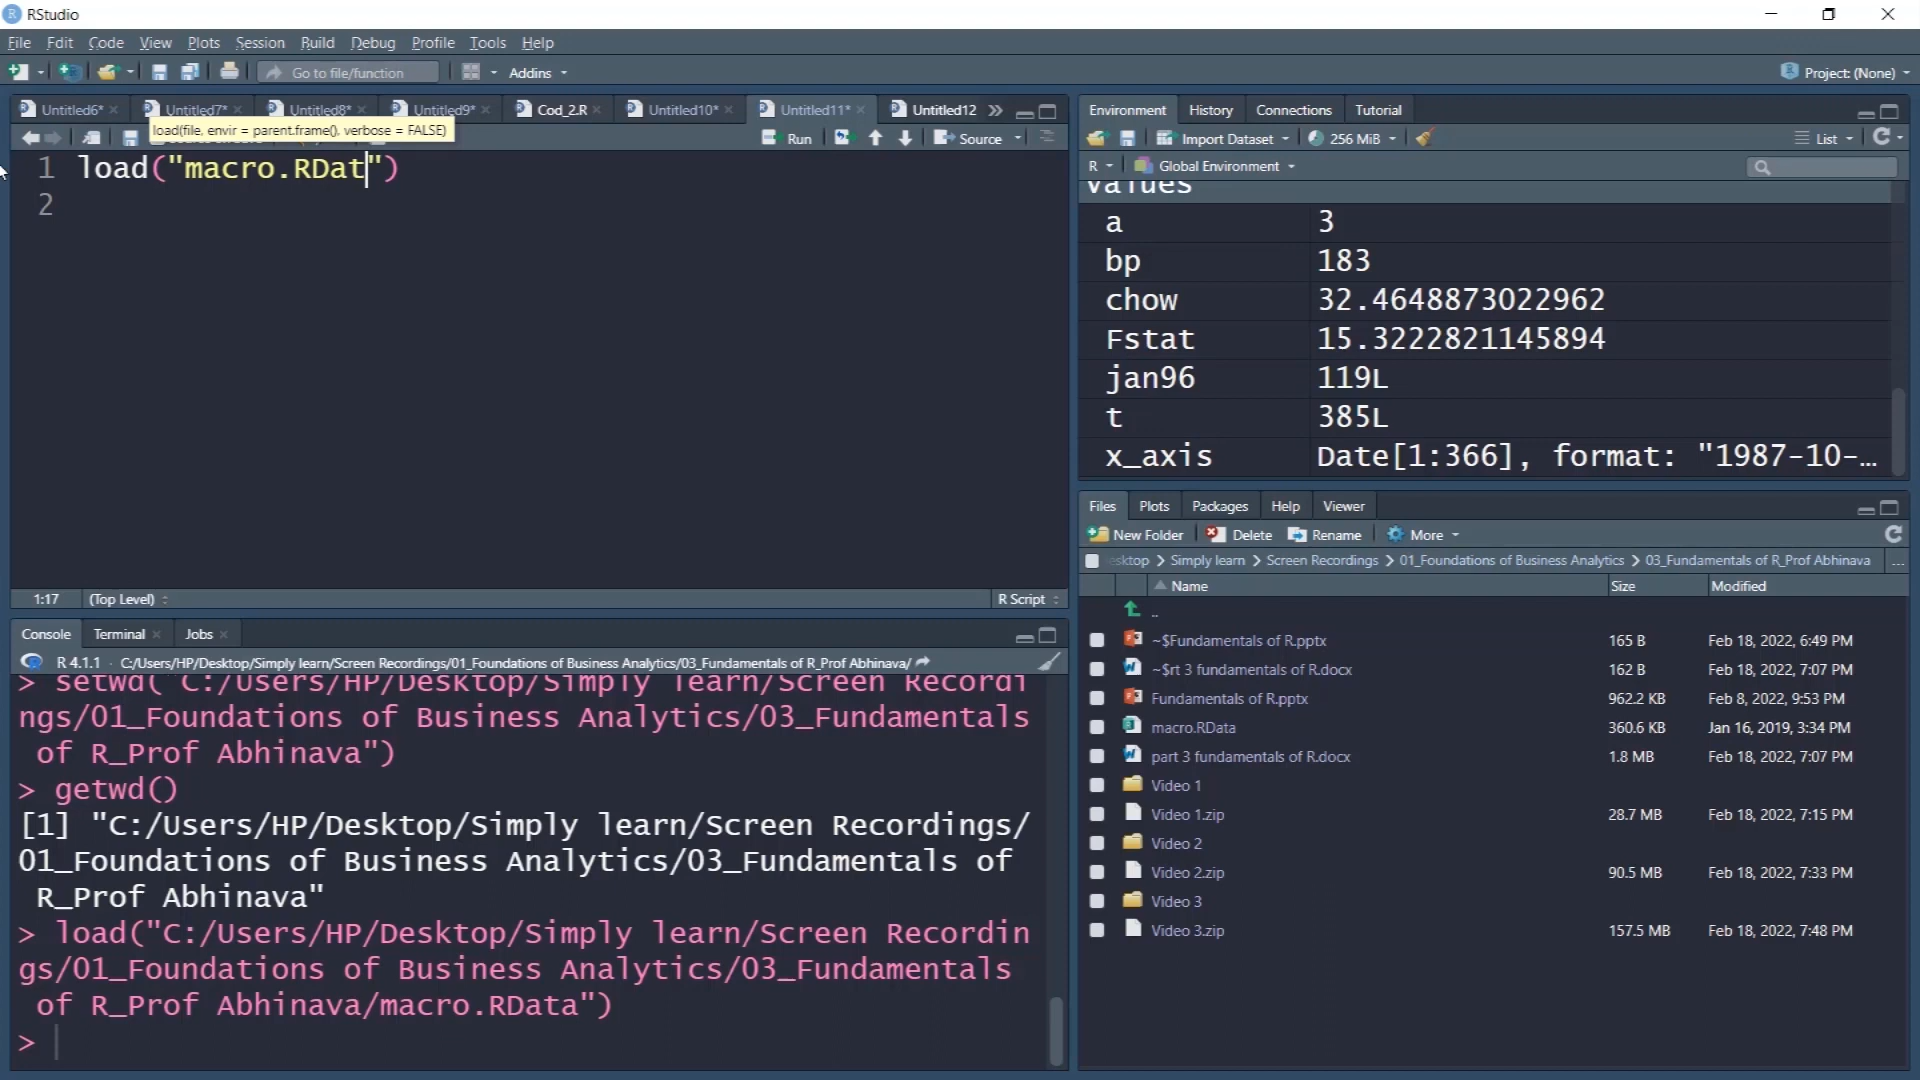 RStudio
File Edit Code View Plots Session Build Debug Profile Tools Help
Go to file/function Addins Project: (None)
Untitled6* Untitled7* Untitled8* Untitled9* Cod_2.R Untitled10* Untitled11* Untitled12
load(file, envir = parent.frame(), verbose = FALSE)
Run Source
1 load("macro.RDat")
2
1:17 (Top Level) R Script
Console Terminal Jobs
R 4.1.1 · C:/Users/HP/Desktop/Simply learn/Screen Recordings/01_Foundations of Business Analytics/03_Fundamentals of R_Prof Abhinava/
> setwd("C:/Users/HP/Desktop/Simply learn/Screen Recordi
ngs/01_Foundations of Business Analytics/03_Fundamentals
of R_Prof Abhinava")
> getwd()
[1] "C:/Users/HP/Desktop/Simply learn/Screen Recordings/
01_Foundations of Business Analytics/03_Fundamentals of
R_Prof Abhinava"
> load("C:/Users/HP/Desktop/Simply learn/Screen Recordin
gs/01_Foundations of Business Analytics/03_Fundamentals
of R_Prof Abhinava/macro.RData")
>
Environment History Connections Tutorial
Import Dataset 256 MiB List
R Global Environment
Values
a 3
bp 183
chow 32.4648873022962
Fstat 15.3222821145894
jan96 119L
t 385L
x_axis Date[1:366], format: "1987-10-…
Files Plots Packages Help Viewer
New Folder Delete Rename More
esktop Simply learn Screen Recordings 01_Foundations of Business Analytics 03_Fundamentals of R_Prof Abhinava ...
Name Size Modified
..
~$Fundamentals of R.pptx 165 B Feb 18, 2022, 6:49 PM
~$rt 3 fundamentals of R.docx 162 B Feb 18, 2022, 7:07 PM
Fundamentals of R.pptx 962.2 KB Feb 8, 2022, 9:53 PM
macro.RData 360.6 KB Jan 16, 2019, 3:34 PM
part 3 fundamentals of R.docx 1.8 MB Feb 18, 2022, 7:07 PM
Video 1
Video 1.zip 28.7 MB Feb 18, 2022, 7:15 PM
Video 2
Video 2.zip 90.5 MB Feb 18, 2022, 7:33 PM
Video 3
Video 3.zip 157.5 MB Feb 18, 2022, 7:48 PM